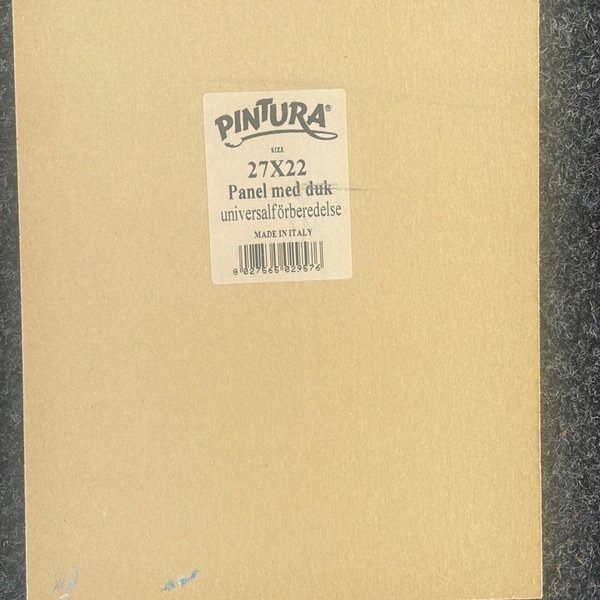 PINTURA®
SIZE
27X22
Panel med duk
universalförberedelse
MADE IN ITALY
8 027565 029576